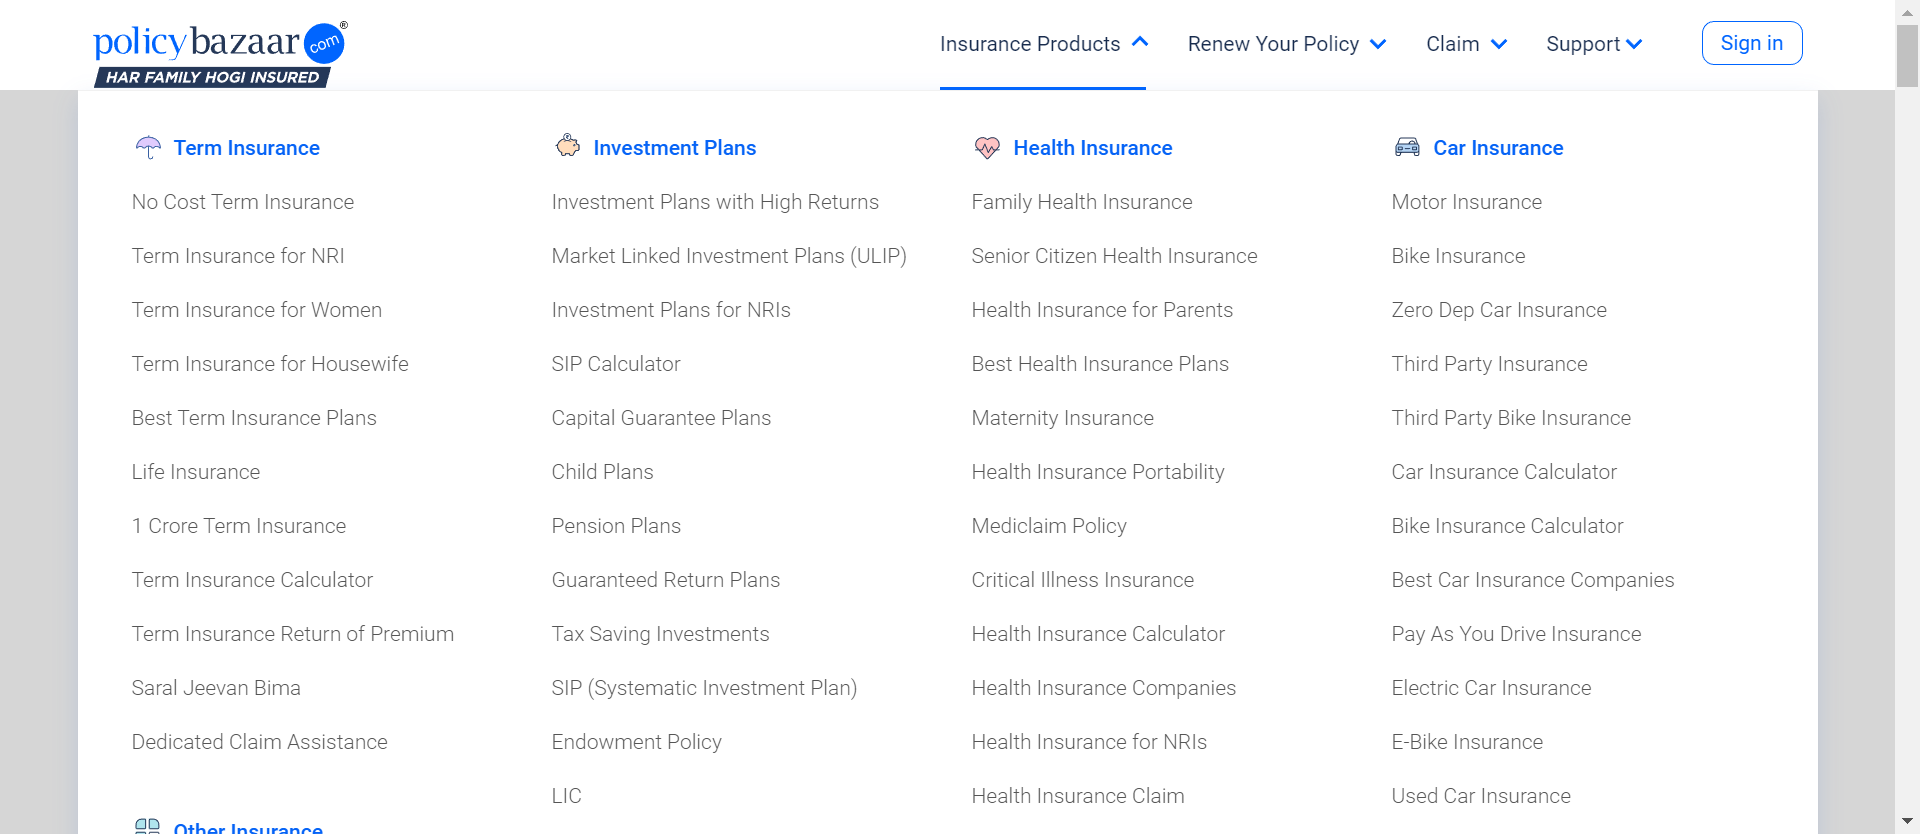 policybazaar com ®
HAR FAMILY HOGI INSURED
Insurance Products
Renew Your Policy
Claim
Support
Sign in
Term Insurance
No Cost Term Insurance
Term Insurance for NRI
Term Insurance for Women
Term Insurance for Housewife
Best Term Insurance Plans
Life Insurance
1 Crore Term Insurance
Term Insurance Calculator
Term Insurance Return of Premium
Saral Jeevan Bima
Dedicated Claim Assistance
Other Insurance
Investment Plans
Investment Plans with High Returns
Market Linked Investment Plans (ULIP)
Investment Plans for NRIs
SIP Calculator
Capital Guarantee Plans
Child Plans
Pension Plans
Guaranteed Return Plans
Tax Saving Investments
SIP (Systematic Investment Plan)
Endowment Policy
LIC
Health Insurance
Family Health Insurance
Senior Citizen Health Insurance
Health Insurance for Parents
Best Health Insurance Plans
Maternity Insurance
Health Insurance Portability
Mediclaim Policy
Critical Illness Insurance
Health Insurance Calculator
Health Insurance Companies
Health Insurance for NRIs
Health Insurance Claim
Car Insurance
Motor Insurance
Bike Insurance
Zero Dep Car Insurance
Third Party Insurance
Third Party Bike Insurance
Car Insurance Calculator
Bike Insurance Calculator
Best Car Insurance Companies
Pay As You Drive Insurance
Electric Car Insurance
E-Bike Insurance
Used Car Insurance